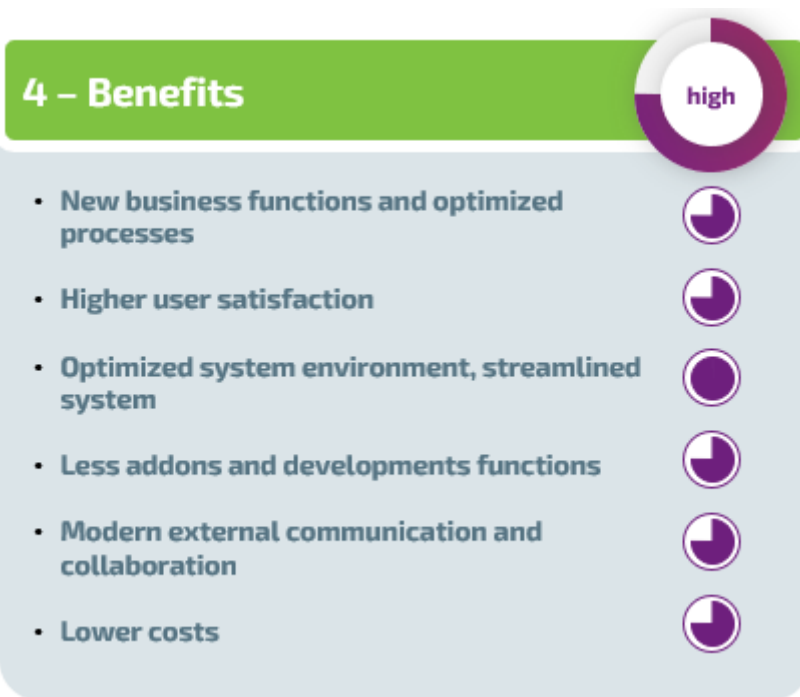 4 – Benefits
high
• New business functions and optimized
processes
• Higher user satisfaction
• Optimized system environment, streamlined
system
• Less addons and developments functions
• Modern external communication and
collaboration
• Lower costs